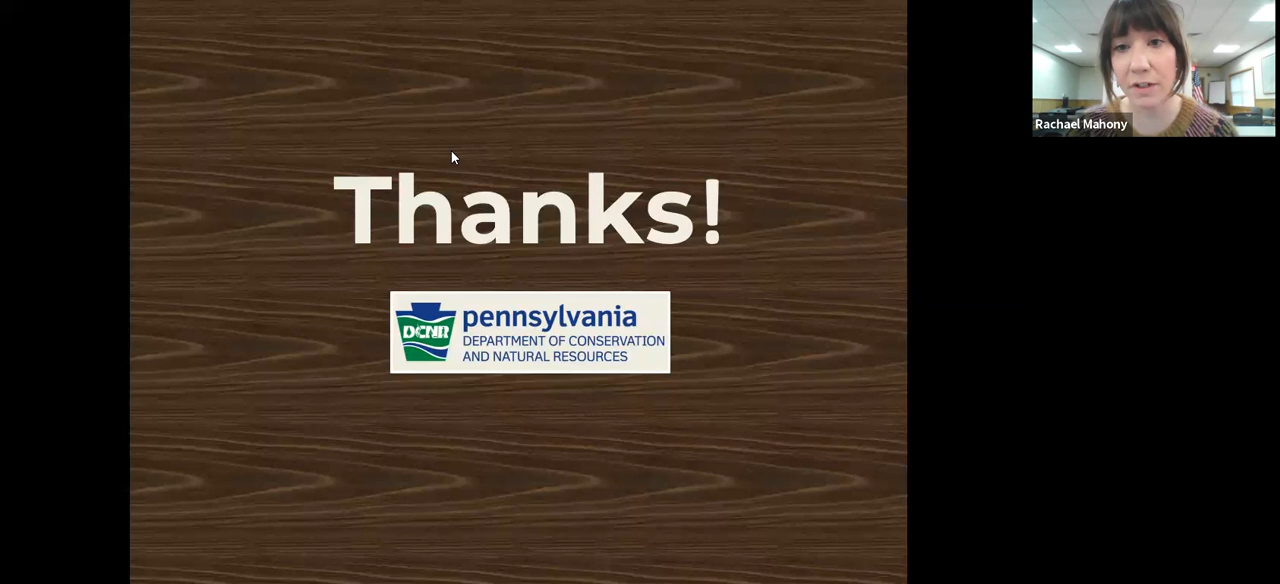 Thanks!
DCNR
pennsylvania
DEPARTMENT OF CONSERVATION
AND NATURAL RESOURCES
Rachael Mahony